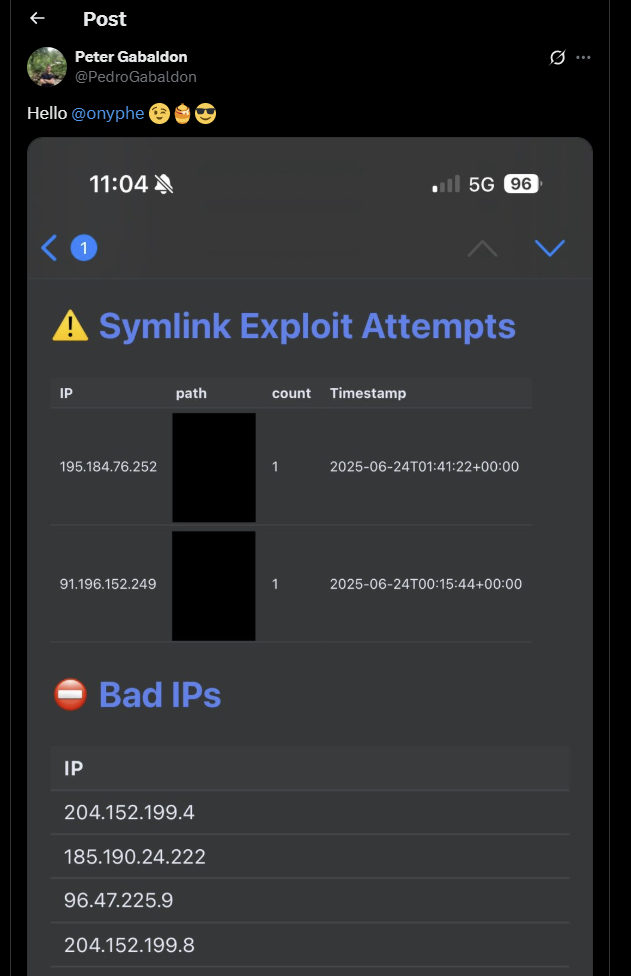 Post
Peter Gabaldon
@PedroGabaldon
Hello @onyphe 😉🍯😎
11:04
5G 96
1
⚠️ Symlink Exploit Attempts
IP path count Timestamp
195.184.76.252 1 2025-06-24T01:41:22+00:00
91.196.152.249 1 2025-06-24T00:15:44+00:00
⛔ Bad IPs
IP
204.152.199.4
185.190.24.222
96.47.225.9
204.152.199.8